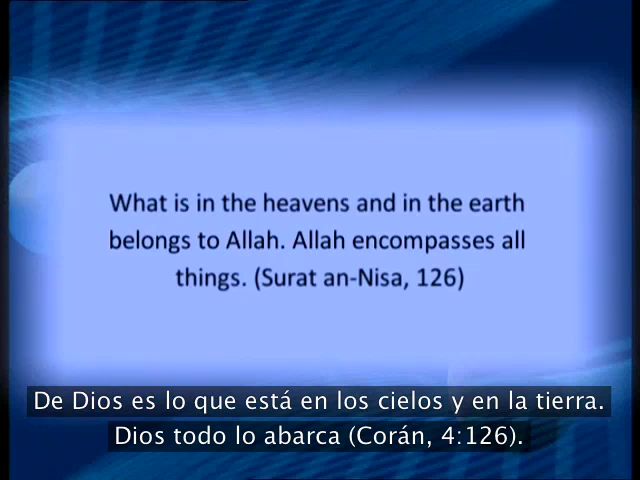 What is in the heavens and in the earth
belongs to Allah. Allah encompasses all
things. (Surat an-Nisa, 126)
De Dios es lo que está en los cielos y en la tierra.
Dios todo lo abarca (Corán, 4:126).